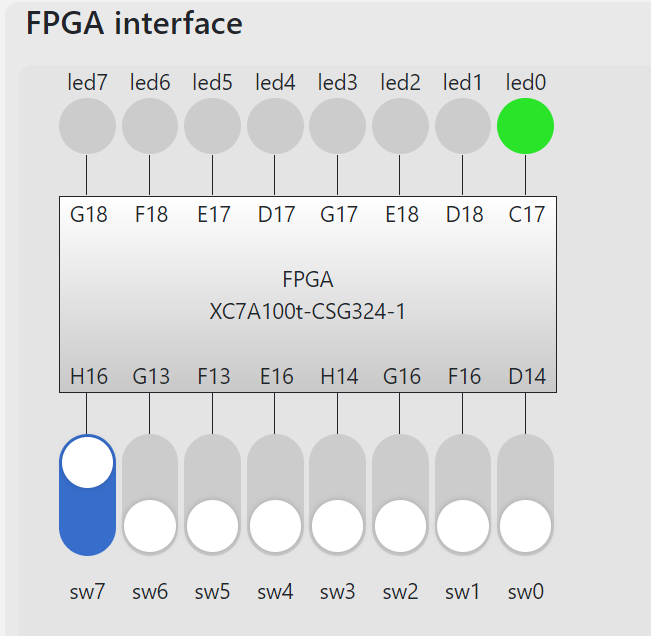 FPGA interface
led7 led6 led5 led4 led3 led2 led1 led0
G18 F18 E17 D17 G17 E18 D18 C17
FPGA
XC7A100t-CSG324-1
H16 G13 F13 E16 H14 G16 F16 D14
sw7 sw6 sw5 sw4 sw3 sw2 sw1 sw0